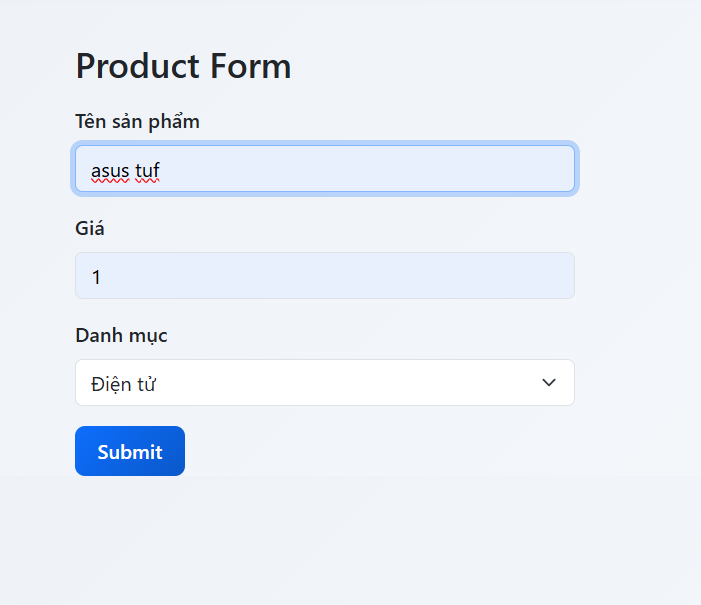 Product Form
Tên sản phẩm
asus tuf
Giá
1
Danh mục
Điện tử
Submit